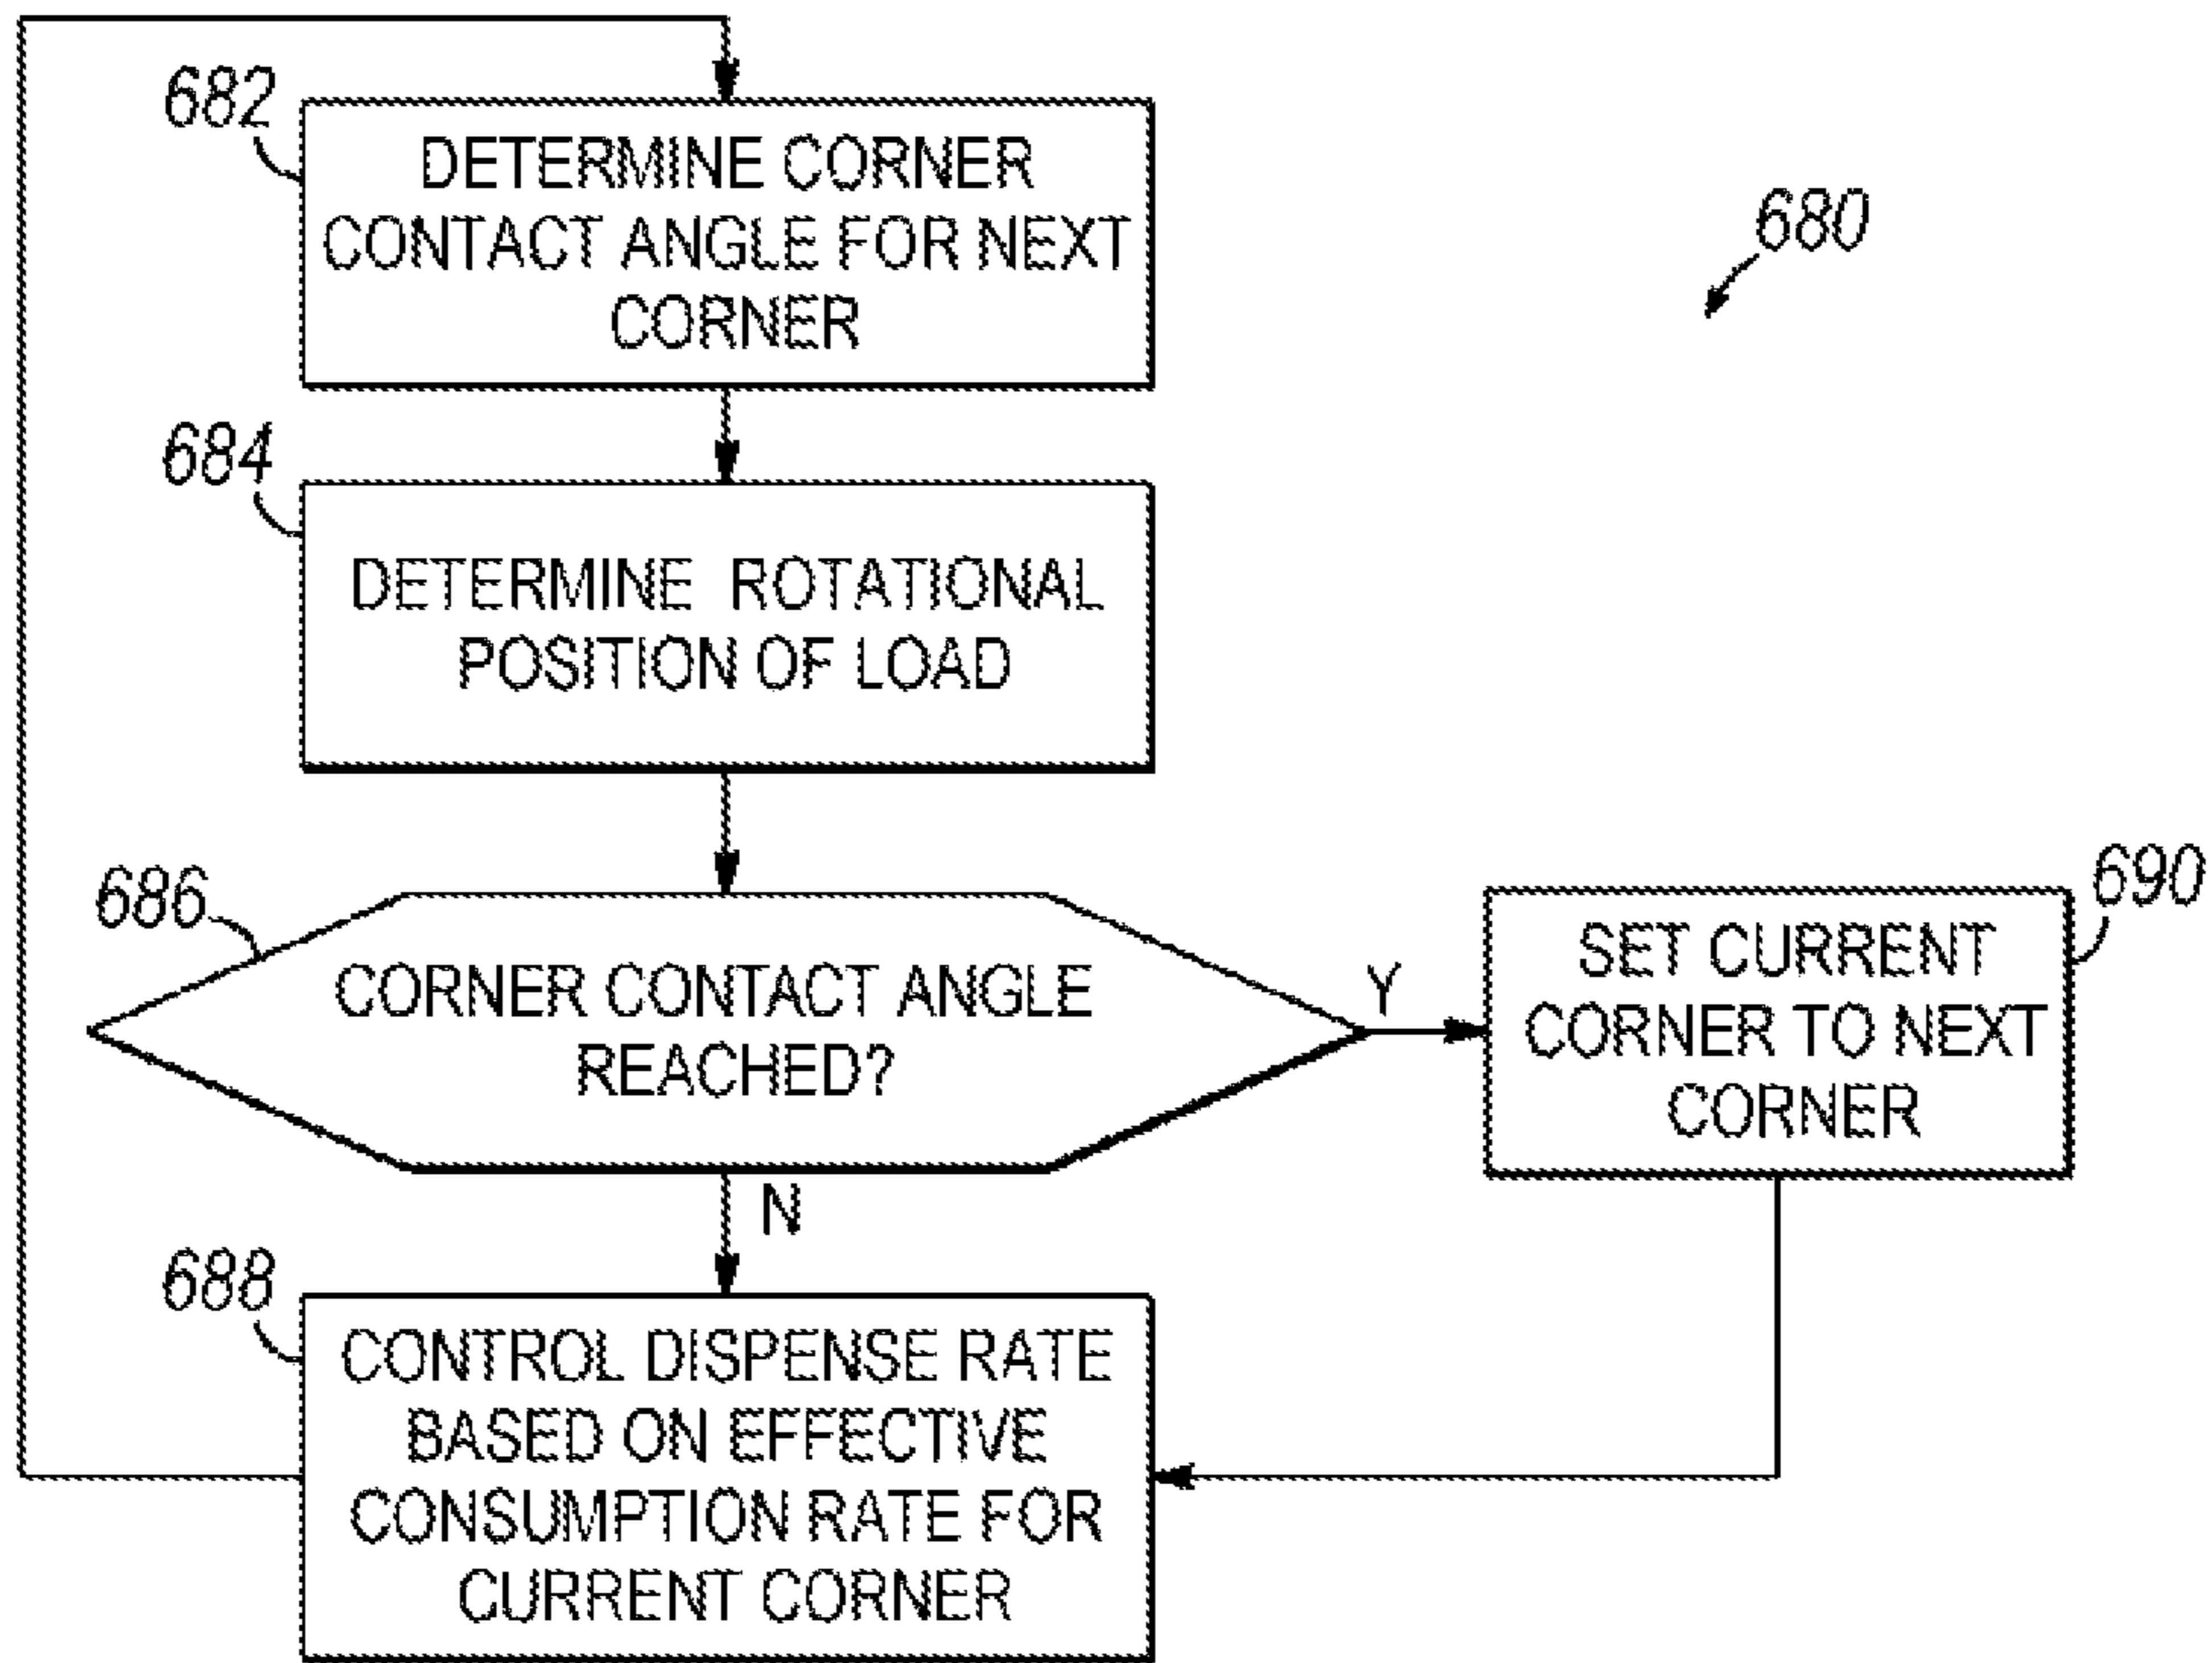 682
DETERMINE CORNER
CONTACT ANGLE FOR NEXT
CORNER
680
684
DETERMINE ROTATIONAL
POSITION OF LOAD
686
CORNER CONTACT ANGLE
REACHED?
Y
690
SET CURRENT
CORNER TO NEXT
CORNER
N
688
CONTROL DISPENSE RATE
BASED ON EFFECTIVE
CONSUMPTION RATE FOR
CURRENT CORNER